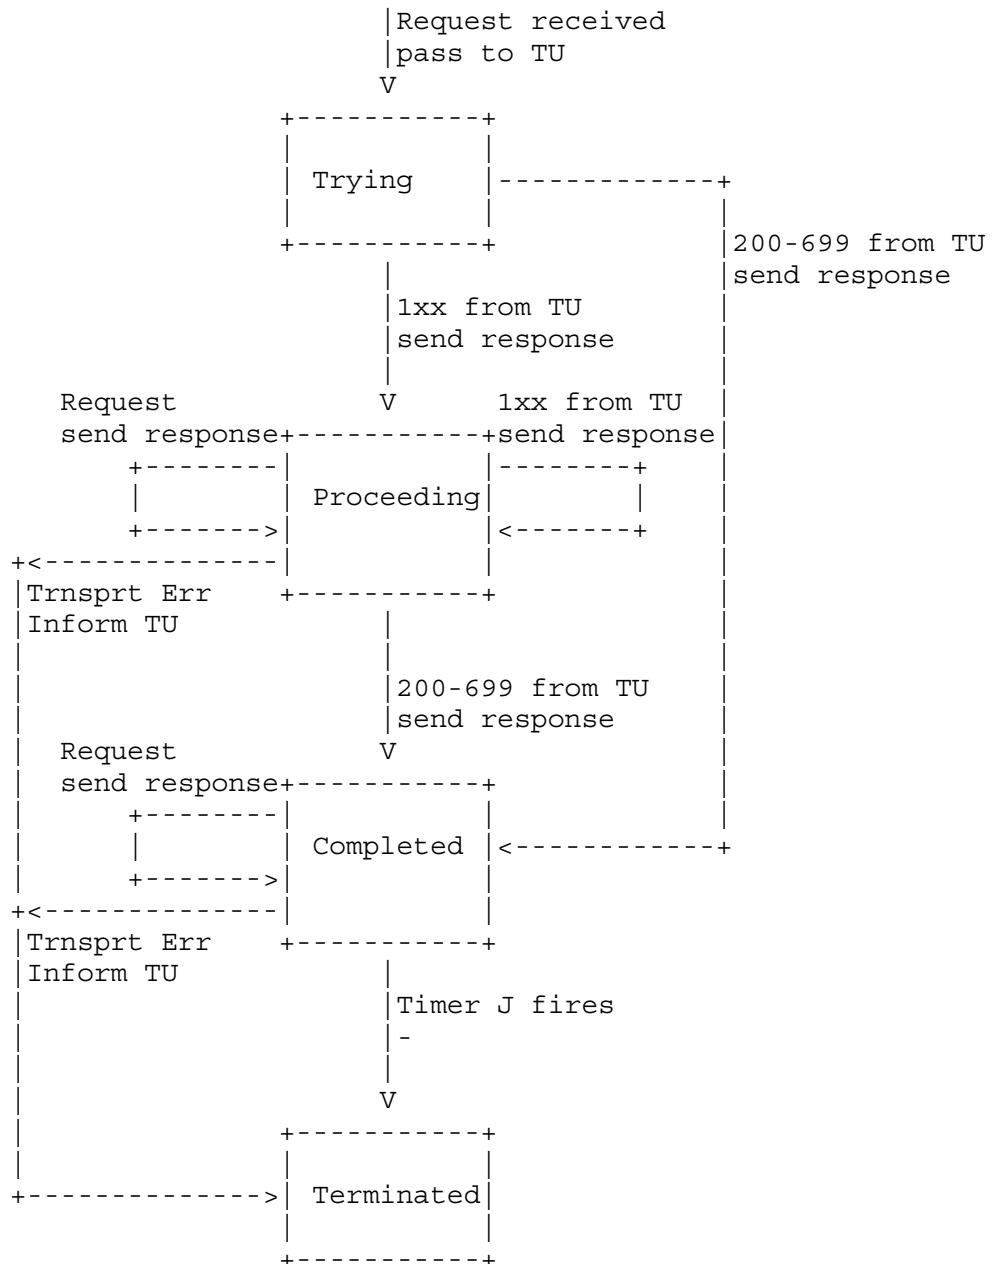 Request received
pass to TU
Trying
200-699 from TU
send response
1xx from TU
send response
Request 1xx from TU
send response send response
Proceeding
Trnsprt Err
Inform TU
200-699 from TU
send response
Request
send response
Completed
Trnsprt Err
Inform TU
Timer J fires
-
Terminated